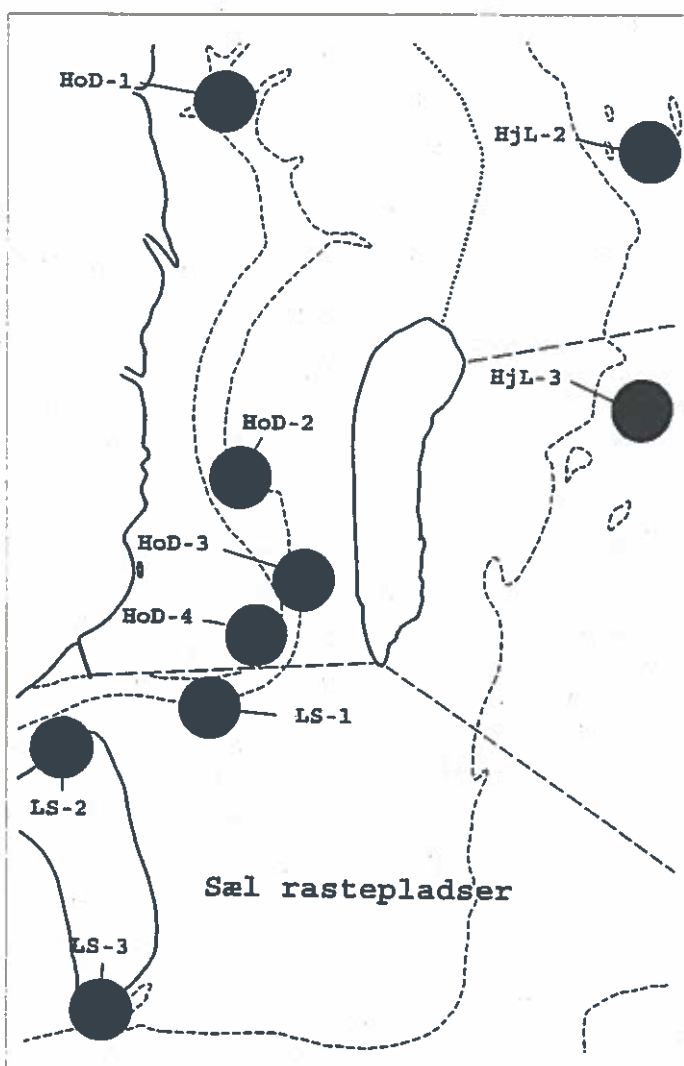 HoD-1
HjL-2
HjL-3
HoD-2
HoD-3
HoD-4
LS-1
LS-2
Sæl rastepladser
LS-3